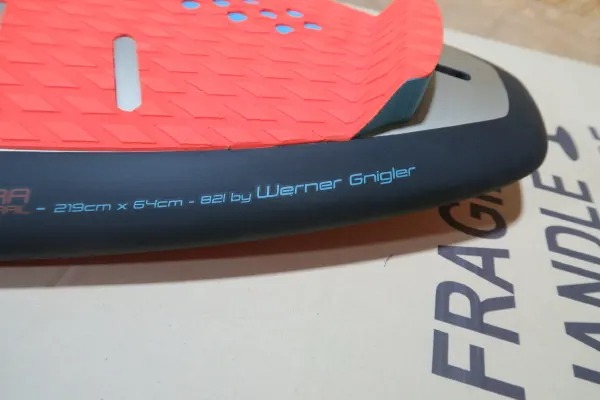 - 219cm x 64cm - 82l by Werner Gnigler
FRAG
HANDLE